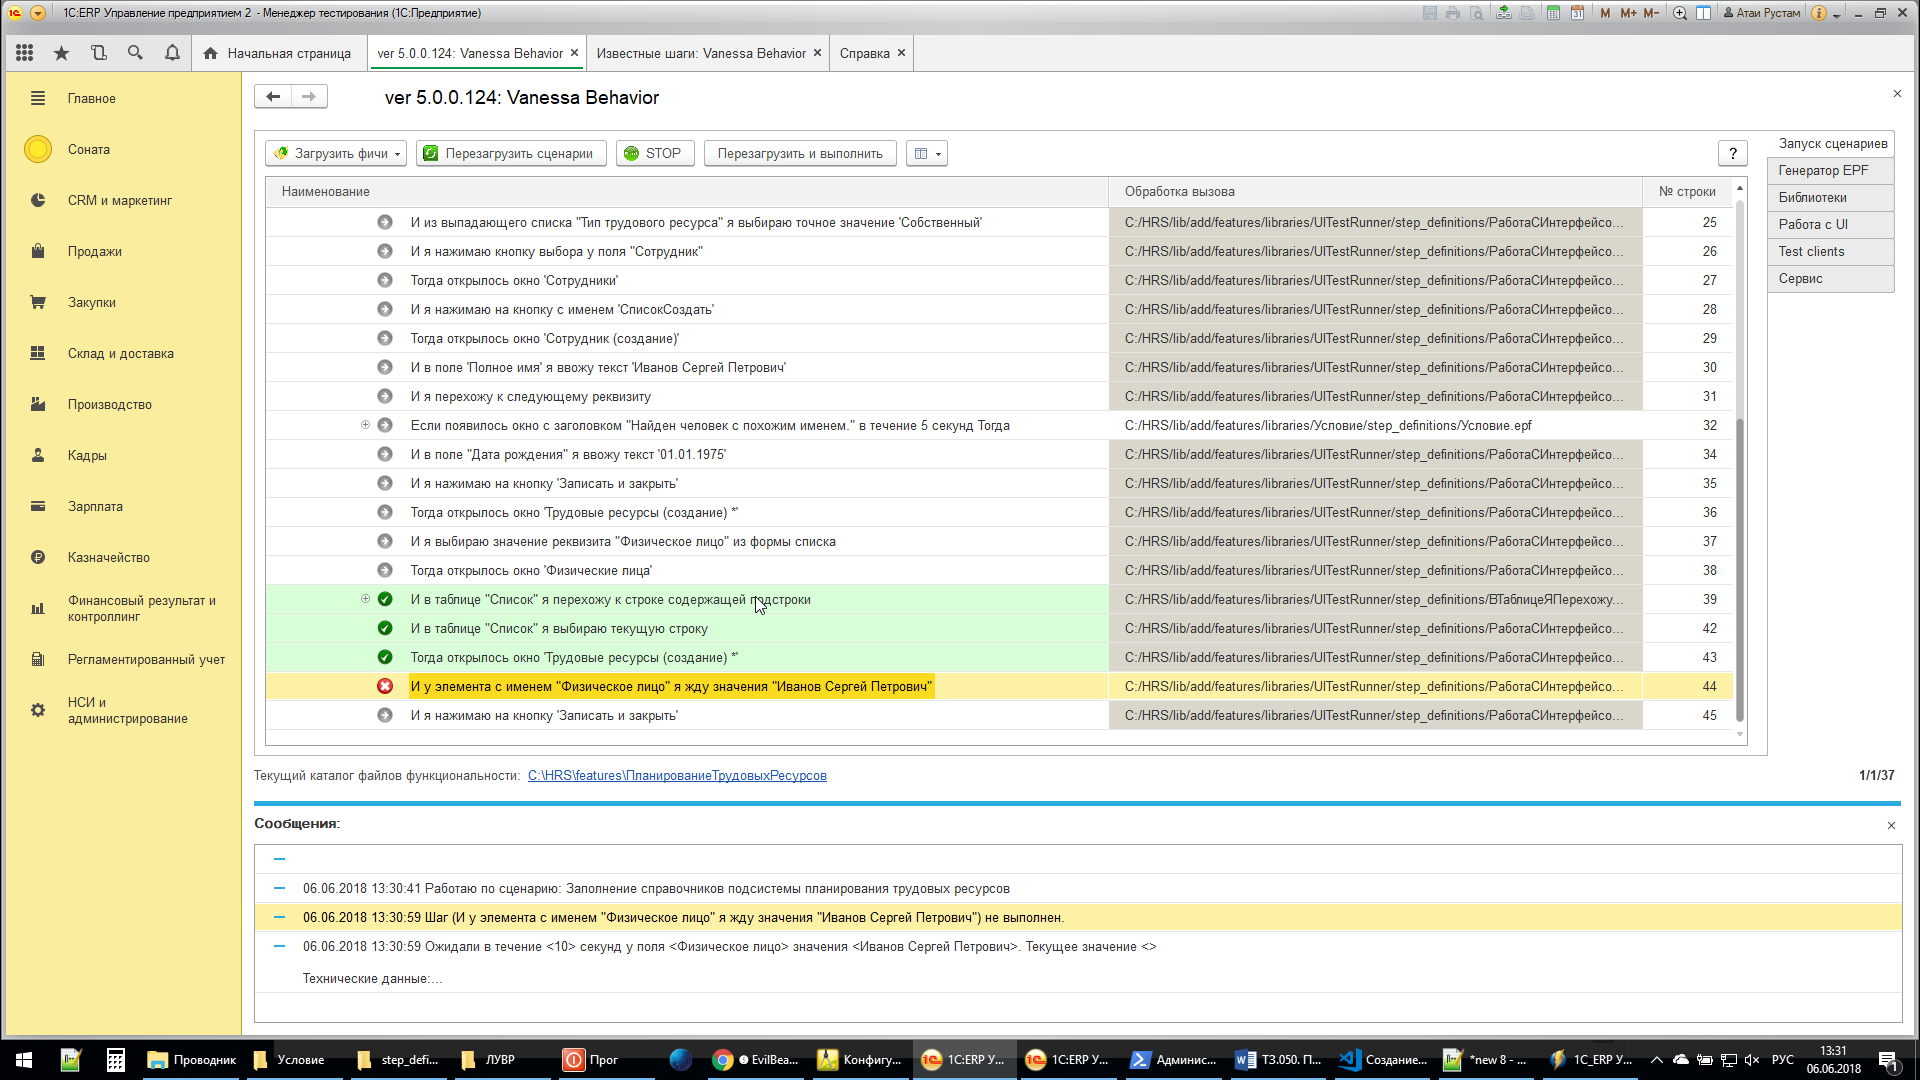 1С:ERP Управление предприятием 2 - Менеджер тестирования (1С:Предприятие)
M M+ M- Атаи Рустам
Начальная страница
ver 5.0.0.124: Vanessa Behavior
Известные шаги: Vanessa Behavior
Справка
Главное
Соната
CRM и маркетинг
Продажи
Закупки
Склад и доставка
Производство
Кадры
Зарплата
Казначейство
Финансовый результат и
контроллинг
Регламентированный учет
НСИ и
администрирование
ver 5.0.0.124: Vanessa Behavior
Загрузить фичи
Перезагрузить сценарии
STOP
Перезагрузить и выполнить
?
Запуск сценариев
Генератор EPF
Библиотеки
Работа с UI
Test clients
Сервис
Наименование Обработка вызова № строки
И из выпадающего списка "Тип трудового ресурса" я выбираю точное значение 'Собственный' C:/HRS/lib/add/features/libraries/UITestRunner/step_definitions/РаботаСИнтерфейсо... 25
И я нажимаю кнопку выбора у поля "Сотрудник" C:/HRS/lib/add/features/libraries/UITestRunner/step_definitions/РаботаСИнтерфейсо... 26
Тогда открылось окно 'Сотрудники' C:/HRS/lib/add/features/libraries/UITestRunner/step_definitions/РаботаСИнтерфейсо... 27
И я нажимаю на кнопку с именем 'СписокСоздать' C:/HRS/lib/add/features/libraries/UITestRunner/step_definitions/РаботаСИнтерфейсо... 28
Тогда открылось окно 'Сотрудник (создание)' C:/HRS/lib/add/features/libraries/UITestRunner/step_definitions/РаботаСИнтерфейсо... 29
И в поле 'Полное имя' я ввожу текст 'Иванов Сергей Петрович' C:/HRS/lib/add/features/libraries/UITestRunner/step_definitions/РаботаСИнтерфейсо... 30
И я перехожу к следующему реквизиту C:/HRS/lib/add/features/libraries/UITestRunner/step_definitions/РаботаСИнтерфейсо... 31
Если появилось окно с заголовком "Найден человек с похожим именем." в течение 5 секунд Тогда C:/HRS/lib/add/features/libraries/Условие/step_definitions/Условие.epf 32
И в поле "Дата рождения" я ввожу текст '01.01.1975' C:/HRS/lib/add/features/libraries/UITestRunner/step_definitions/РаботаСИнтерфейсо... 34
И я нажимаю на кнопку 'Записать и закрыть' C:/HRS/lib/add/features/libraries/UITestRunner/step_definitions/РаботаСИнтерфейсо... 35
Тогда открылось окно 'Трудовые ресурсы (создание) *' C:/HRS/lib/add/features/libraries/UITestRunner/step_definitions/РаботаСИнтерфейсо... 36
И я выбираю значение реквизита "Физическое лицо" из формы списка C:/HRS/lib/add/features/libraries/UITestRunner/step_definitions/РаботаСИнтерфейсо... 37
Тогда открылось окно 'Физические лица' C:/HRS/lib/add/features/libraries/UITestRunner/step_definitions/РаботаСИнтерфейсо... 38
И в таблице "Список" я перехожу к строке содержащей подстроки C:/HRS/lib/add/features/libraries/UITestRunner/step_definitions/ВТаблицеЯПерехожу... 39
И в таблице "Список" я выбираю текущую строку C:/HRS/lib/add/features/libraries/UITestRunner/step_definitions/РаботаСИнтерфейсо... 42
Тогда открылось окно 'Трудовые ресурсы (создание) *' C:/HRS/lib/add/features/libraries/UITestRunner/step_definitions/РаботаСИнтерфейсо... 43
И у элемента с именем "Физическое лицо" я жду значения "Иванов Сергей Петрович" C:/HRS/lib/add/features/libraries/UITestRunner/step_definitions/РаботаСИнтерфейсо... 44
И я нажимаю на кнопку 'Записать и закрыть' C:/HRS/lib/add/features/libraries/UITestRunner/step_definitions/РаботаСИнтерфейсо... 45
Текущий каталог файлов функциональности: C:\HRS\features\ПланированиеТрудовыхРесурсов 1/1/37
Сообщения:
06.06.2018 13:30:41 Работаю по сценарию: Заполнение справочников подсистемы планирования трудовых ресурсов
06.06.2018 13:30:59 Шаг (И у элемента с именем "Физическое лицо" я жду значения "Иванов Сергей Петрович") не выполнен.
06.06.2018 13:30:59 Ожидали в течение <10> секунд у поля <Физическое лицо> значения <Иванов Сергей Петрович>. Текущее значение <>
Технические данные:...
Проводник
Условие
step_defi...
ЛУВР
Прог
EvilBea...
Конфигу...
1С:ERP У...
1С:ERP У...
Админис...
ТЗ.050. П...
Создание...
*new 8 - ...
1C_ERP У...
РУС
13:31
06.06.2018
1